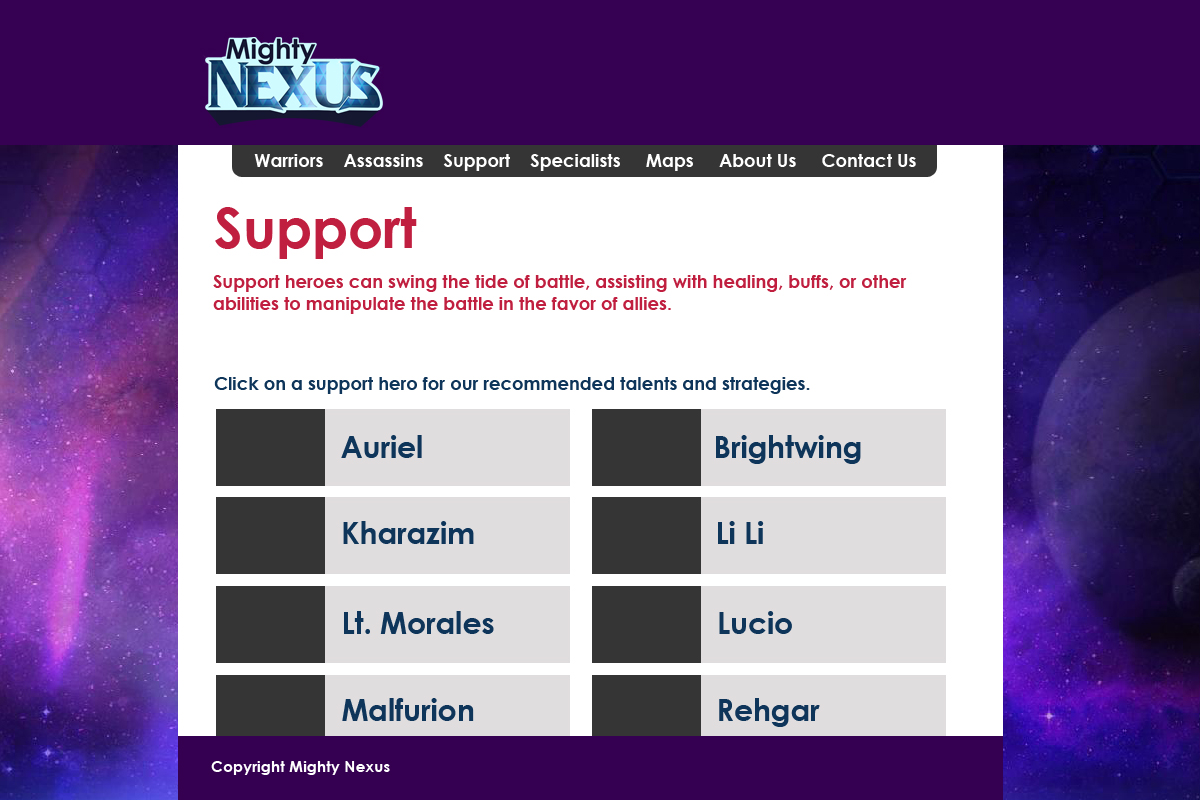 Mighty
NEXUS
Warriors Assassins Support Specialists Maps About Us Contact Us
Support
Support heroes can swing the tide of battle, assisting with healing, buffs, or other
abilities to manipulate the battle in the favor of allies.
Click on a support hero for our recommended talents and strategies.
Auriel
Brightwing
Kharazim
Li Li
Lt. Morales
Lucio
Malfurion
Rehgar
Copyright Mighty Nexus